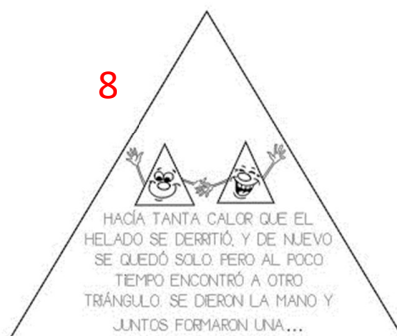 8
HACÍA TANTA CALOR QUE EL
HELADO SE DERRITIÓ, Y DE NUEVO
SE QUEDÓ SOLO. PERO AL POCO
TIEMPO ENCONTRÓ A OTRO
TRIÁNGULO. SE DIERON LA MANO Y
JUNTOS FORMARON UNA...